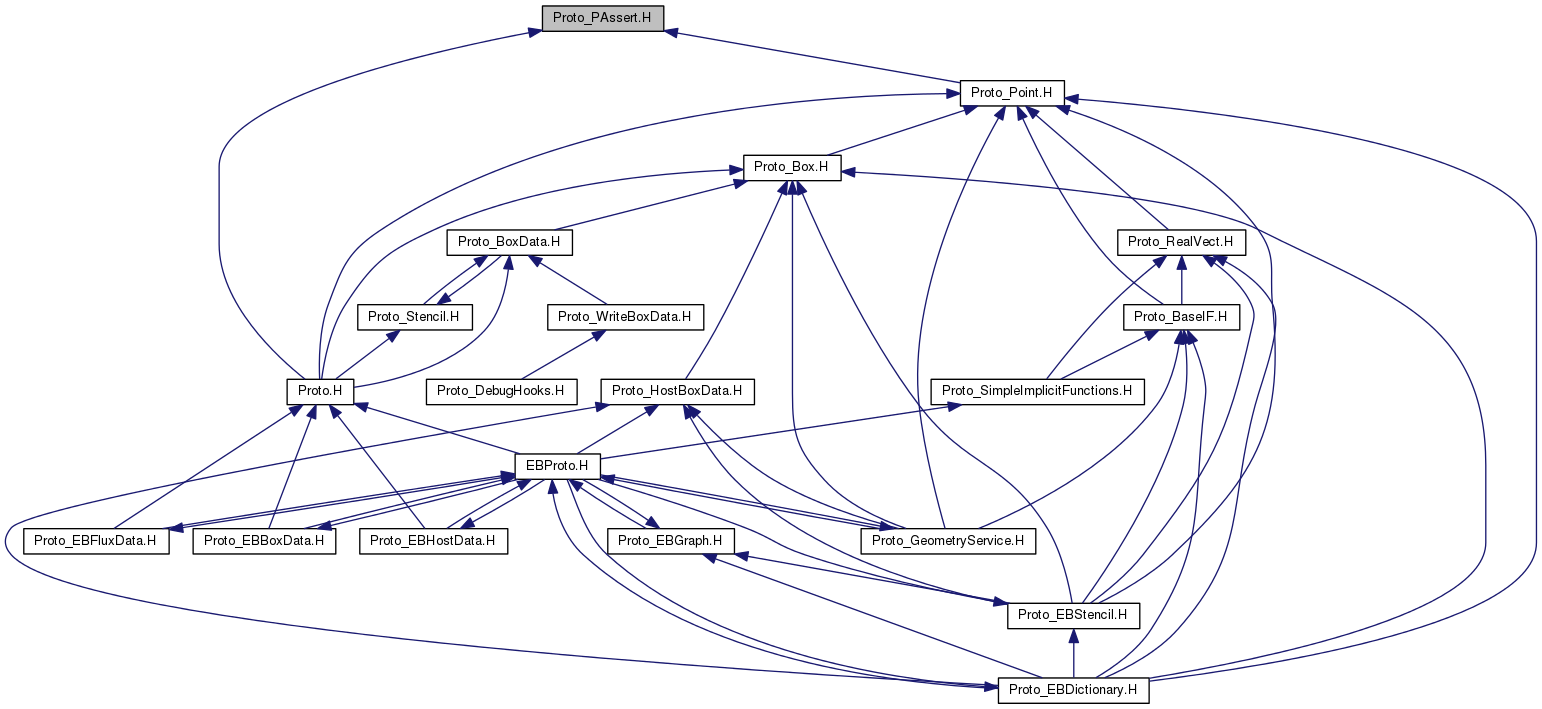 Proto_PAssert.H
Proto_Point.H
Proto_Box.H
Proto_BoxData.H
Proto_RealVect.H
Proto_Stencil.H
Proto_WriteBoxData.H
Proto_BaseIF.H
Proto.H
Proto_DebugHooks.H
Proto_HostBoxData.H
Proto_SimpleImplicitFunctions.H
EBProto.H
Proto_EBFluxData.H
Proto_EBBoxData.H
Proto_EBHostData.H
Proto_EBGraph.H
Proto_GeometryService.H
Proto_EBStencil.H
Proto_EBDictionary.H